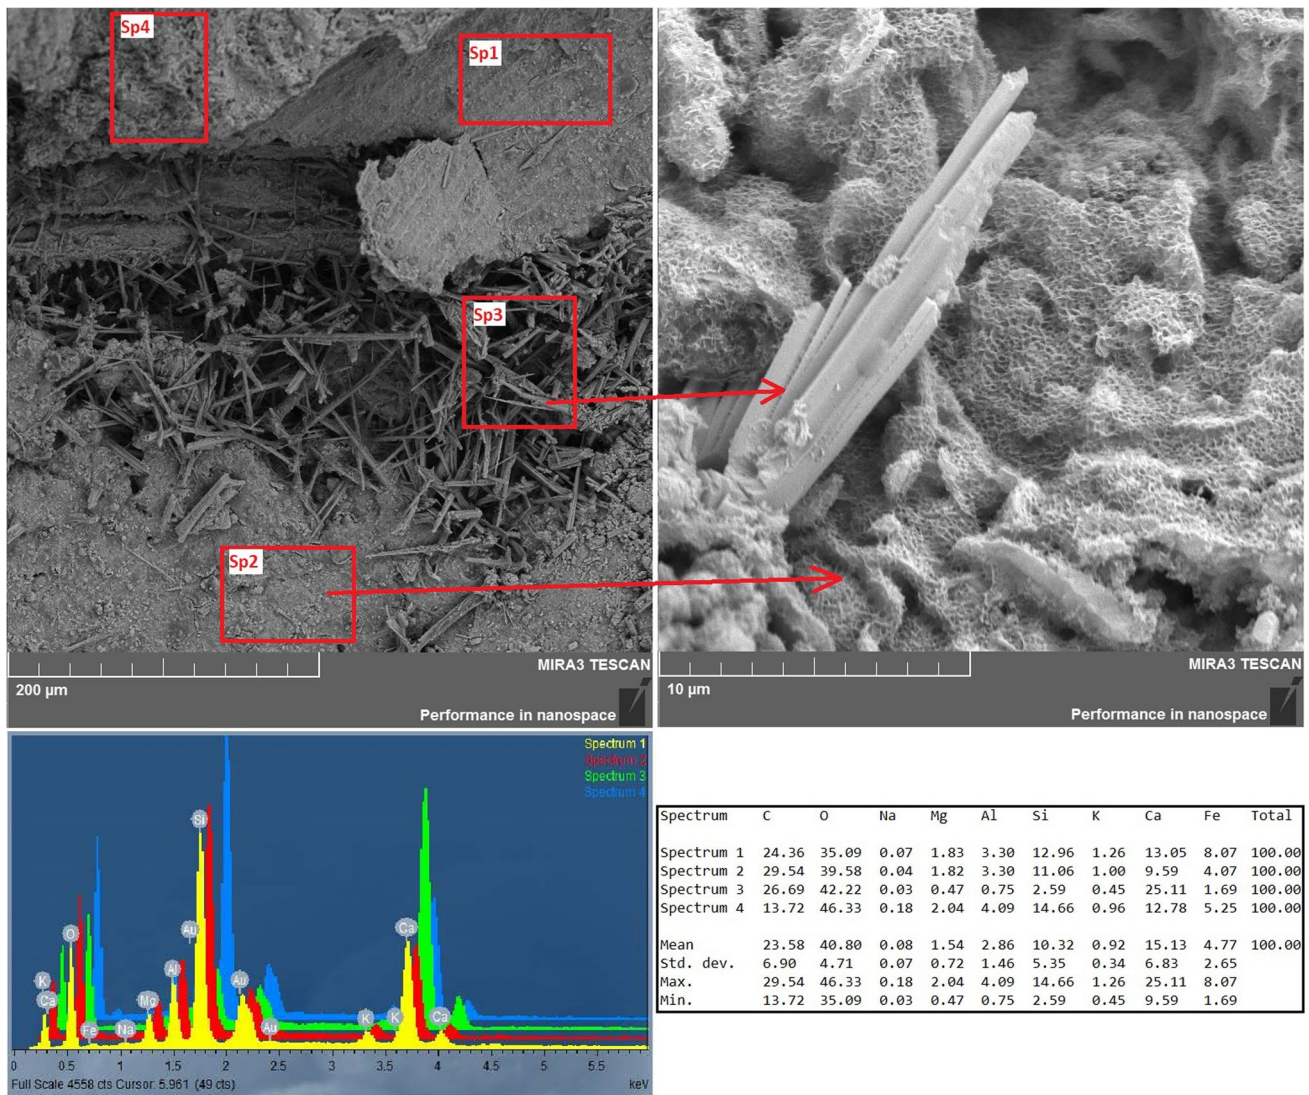 Sp4
Sp1
Sp3
Sp2
200 µm
MIRA3 TESCAN
Performance in nanospace
10 µm
MIRA3 TESCAN
Performance in nanospace
Spectrum 1
Spectrum 2
Spectrum 3
Spectrum 4
Si
Au
O
Ca
K
Ca
Al
Au
Mg
Fe
Na
Au
K
K
Ca
0 0.5 1 1.5 2 2.5 3 3.5 4 4.5 5 5.5
Full Scale 4558 cts Cursor: 5.961 (49 cts) keV
Spectrum C O Na Mg Al Si K Ca Fe Total
Spectrum 1 24.36 35.09 0.07 1.83 3.30 12.96 1.26 13.05 8.07 100.00
Spectrum 2 29.54 39.58 0.04 1.82 3.30 11.06 1.00 9.59 4.07 100.00
Spectrum 3 26.69 42.22 0.03 0.47 0.75 2.59 0.45 25.11 1.69 100.00
Spectrum 4 13.72 46.33 0.18 2.04 4.09 14.66 0.96 12.78 5.25 100.00
Mean 23.58 40.80 0.08 1.54 2.86 10.32 0.92 15.13 4.77 100.00
Std. dev. 6.90 4.71 0.07 0.72 1.46 5.35 0.34 6.83 2.65
Max. 29.54 46.33 0.18 2.04 4.09 14.66 1.26 25.11 8.07
Min. 13.72 35.09 0.03 0.47 0.75 2.59 0.45 9.59 1.69